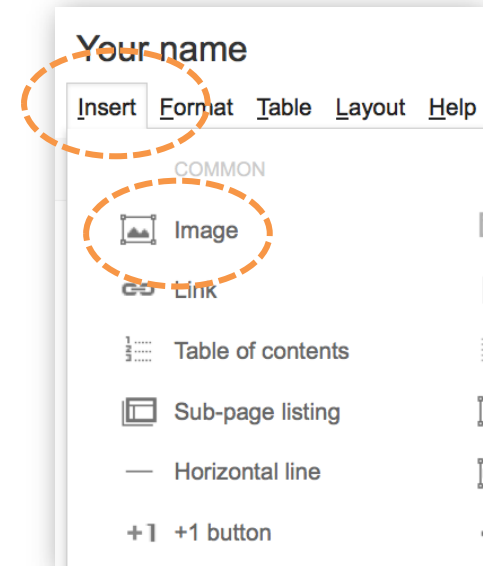 Your name
Insert Format Table Layout Help
COMMON
Image
Link
Table of contents
Sub-page listing
Horizontal line
+1 +1 button